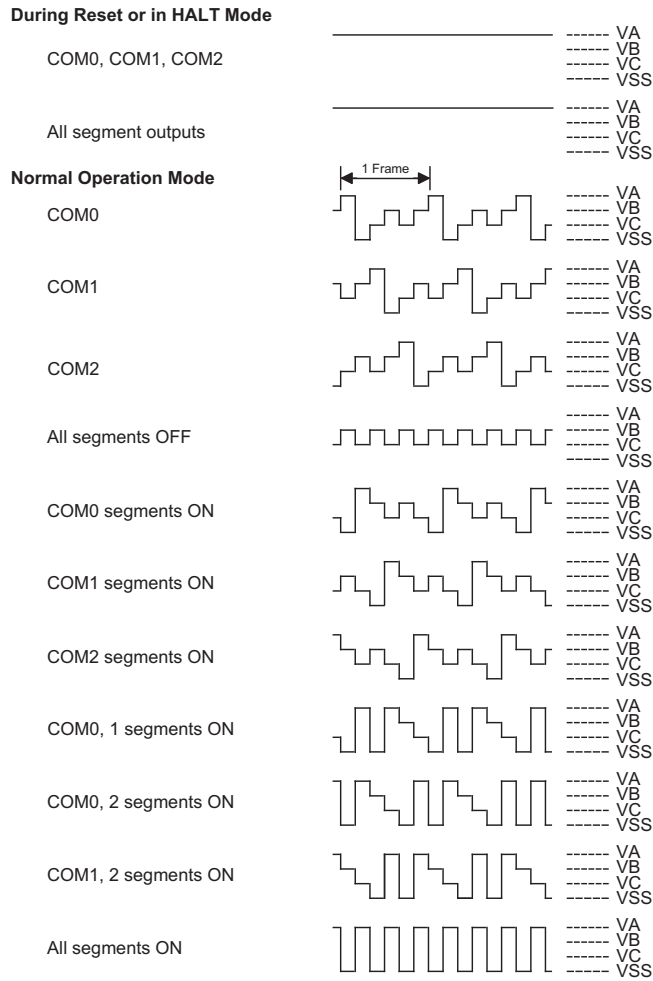 During Reset or in HALT Mode
COM0, COM1, COM2
VA
VB
VC
VSS
All segment outputs
VA
VB
VC
VSS
Normal Operation Mode
1 Frame
COM0
VA
VB
VC
VSS
COM1
VA
VB
VC
VSS
COM2
VA
VB
VC
VSS
All segments OFF
VA
VB
VC
VSS
COM0 segments ON
VA
VB
VC
VSS
COM1 segments ON
VA
VB
VC
VSS
COM2 segments ON
VA
VB
VC
VSS
COM0, 1 segments ON
VA
VB
VC
VSS
COM0, 2 segments ON
VA
VB
VC
VSS
COM1, 2 segments ON
VA
VB
VC
VSS
All segments ON
VA
VB
VC
VSS